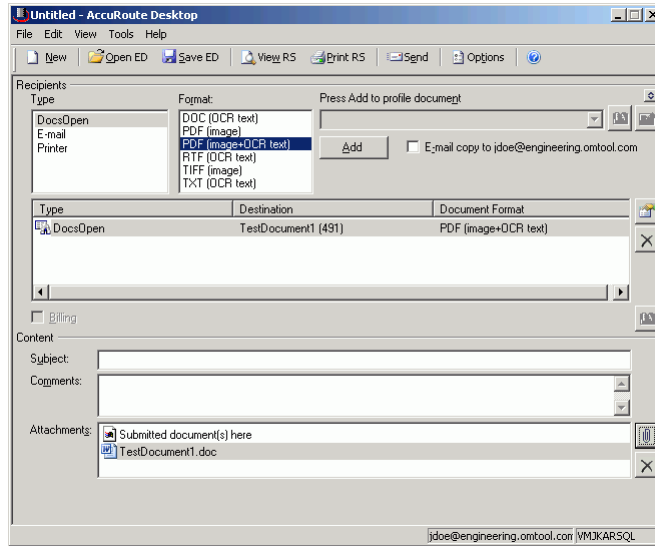 Untitled - AccuRoute Desktop
File Edit View Tools Help
New Open ED Save ED View RS Print RS Send Options
Recipients
Type Format: Press Add to profile document
DocsOpen
E-mail
Printer
DOC (OCR text)
PDF (image)
PDF (image+OCR text)
RTF (OCR text)
TIFF (image)
TXT (OCR text)
Add E-mail copy to jdoe@engineering.omtool.com
Type Destination Document Format
DocsOpen TestDocument1 (491) PDF (image+OCR text)
Billing
Content
Subject:
Comments:
Attachments: Submitted document(s) here
TestDocument1.doc
jdoe@engineering.omtool.com VMJKARSQL